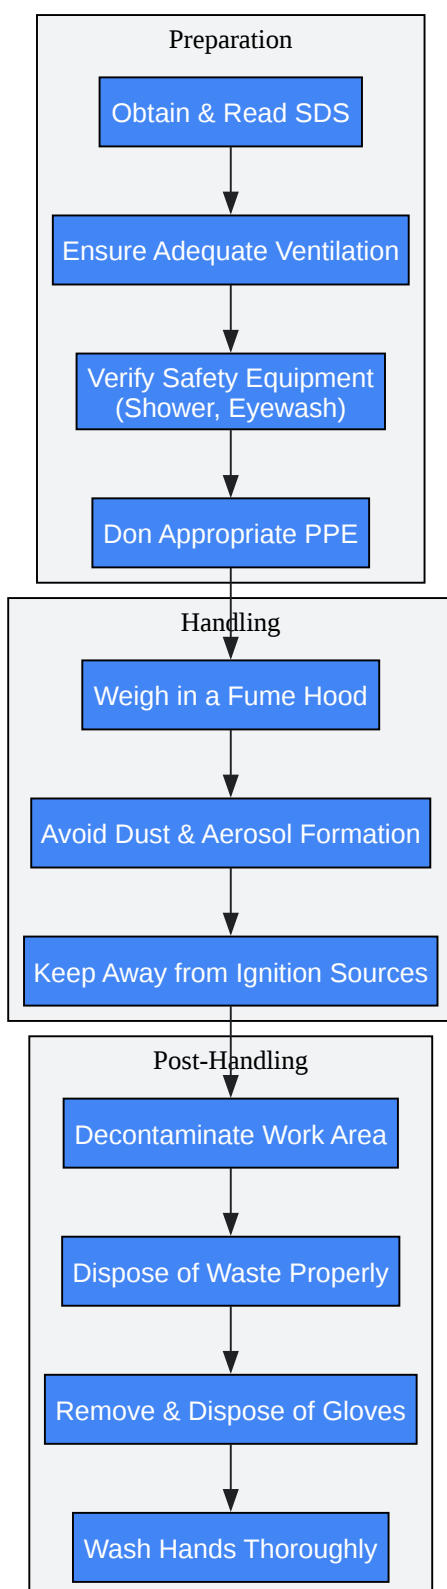 Preparation
Obtain & Read SDS
Ensure Adequate Ventilation
Verify Safety Equipment
(Shower, Eyewash)
Don Appropriate PPE
Handling
Weigh in a Fume Hood
Avoid Dust & Aerosol Formation
Keep Away from Ignition Sources
Post-Handling
Decontaminate Work Area
Dispose of Waste Properly
Remove & Dispose of Gloves
Wash Hands Thoroughly